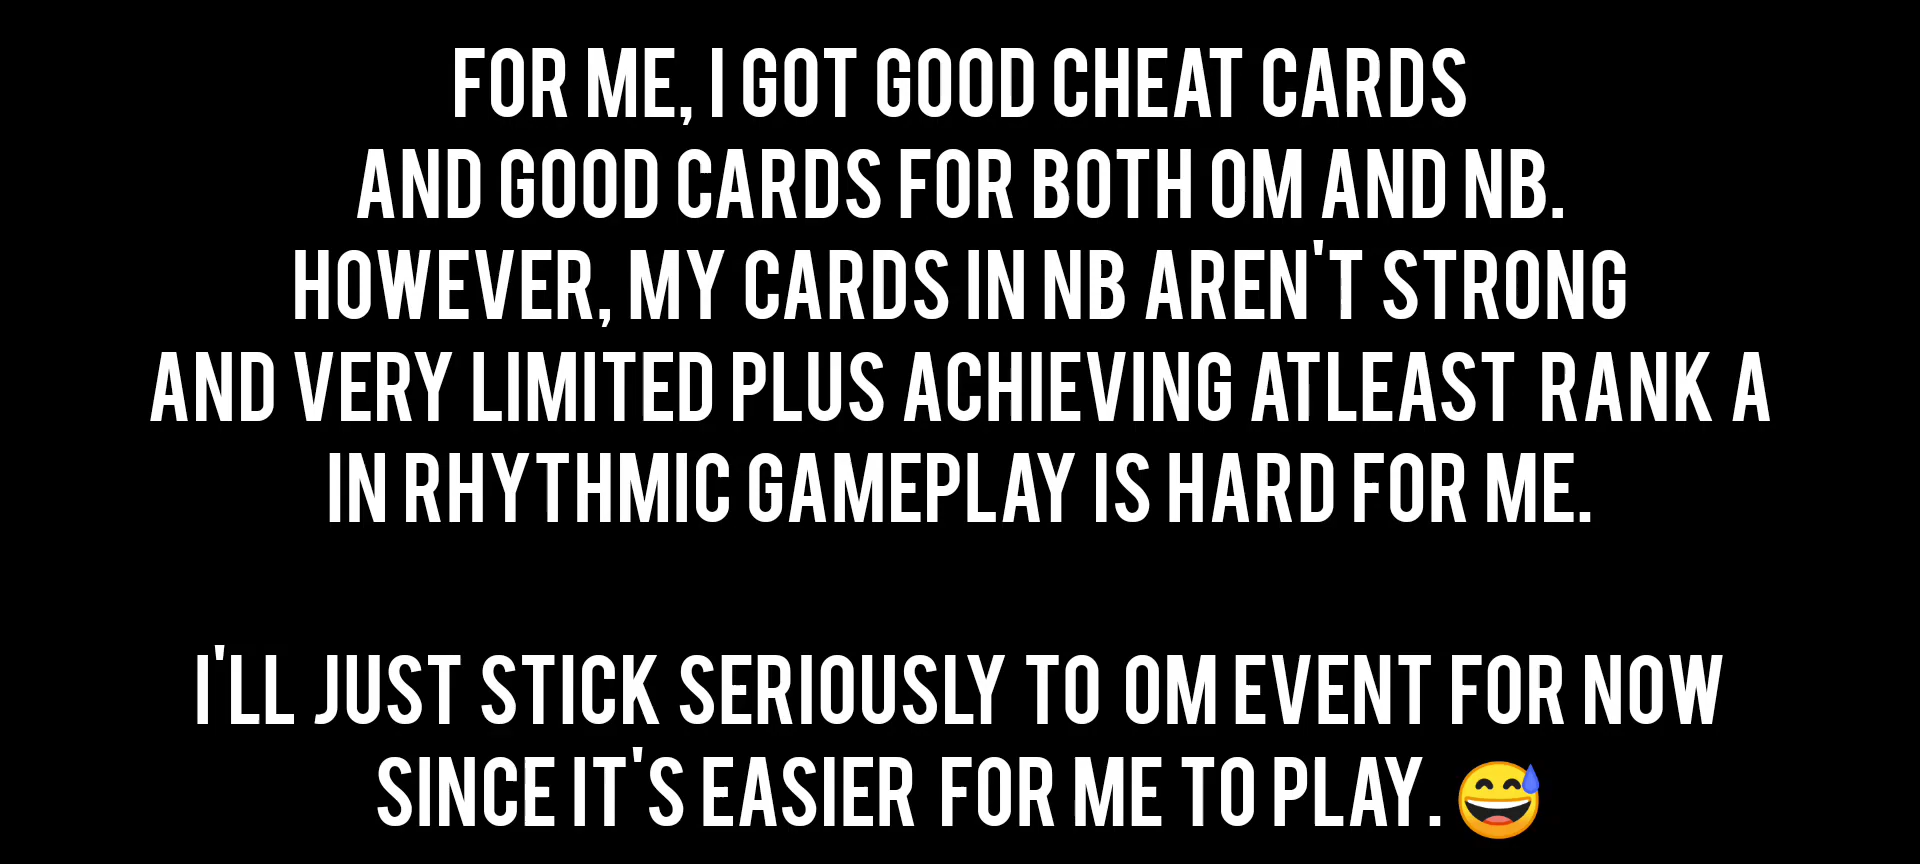 FOR ME, I GOT GOOD CHEAT CARDS
AND GOOD CARDS FOR BOTH OM AND NB.
HOWEVER, MY CARDS IN NB AREN'T STRONG
AND VERY LIMITED PLUS ACHIEVING ATLEAST RANK A
IN RHYTHMIC GAMEPLAY IS HARD FOR ME.
I'LL JUST STICK SERIOUSLY TO OM EVENT FOR NOW
SINCE IT'S EASIER FOR ME TO PLAY. 😅